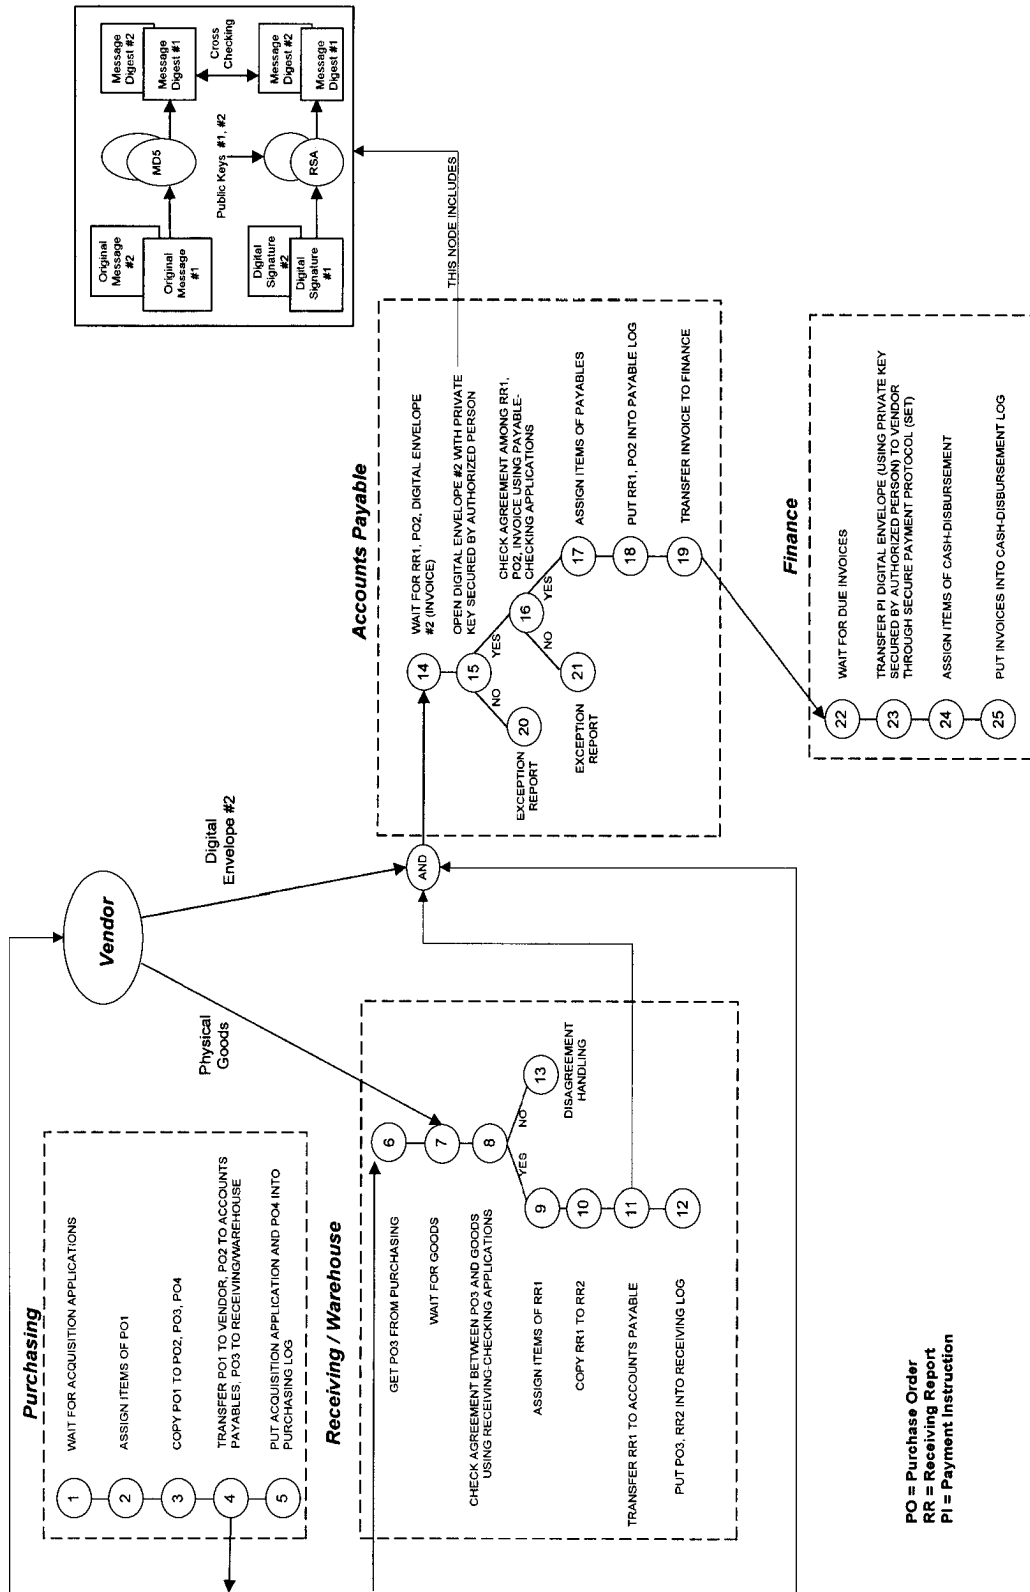 Purchasing
1
WAIT FOR ACQUISITION APPLICATIONS
2
ASSIGN ITEMS OF PO1
3
COPY PO1 TO PO2, PO3, PO4
4
TRANSFER PO1 TO VENDOR, PO2 TO ACCOUNTS
PAYABLES, PO3 TO RECEIVING/WAREHOUSE
5
PUT ACQUISITION APPLICATION AND PO4 INTO
PURCHASING LOG
Vendor
Physical
Goods
Digital
Envelope #2
Original
Message
#2
Original
Message
#1
MD5
Message
Digest #2
Message
Digest #1
Cross
Checking
Public Keys #1, #2
Digital
Signature
#2
Digital
Signature
#1
RSA
Message
Digest #2
Message
Digest #1
THIS NODE INCLUDES
Receiving / Warehouse
GET PO3 FROM PURCHASING
6
WAIT FOR GOODS
7
CHECK AGREEMENT BETWEEN PO3 AND GOODS
USING RECEIVING-CHECKING APPLICATIONS
8
YES
NO
13
DISAGREEMENT
HANDLING
ASSIGN ITEMS OF RR1
9
COPY RR1 TO RR2
10
TRANSFER RR1 TO ACCOUNTS PAYABLE
11
PUT PO3, RR2 INTO RECEIVING LOG
12
AND
Accounts Payable
14
WAIT FOR RR1, PO2, DIGITAL ENVELOPE
#2 (INVOICE)
15
OPEN DIGITAL ENVELOPE #2 WITH PRIVATE
KEY SECURED BY AUTHORIZED PERSON
NO
YES
20
EXCEPTION
REPORT
16
CHECK AGREEMENT AMONG RR1,
PO2, INVOICE USING PAYABLE-
CHECKING APPLICATIONS
NO
YES
21
EXCEPTION
REPORT
17
ASSIGN ITEMS OF PAYABLES
18
PUT RR1, PO2 INTO PAYABLE LOG
19
TRANSFER INVOICE TO FINANCE
Finance
22
WAIT FOR DUE INVOICES
23
TRANSFER PI DIGITAL ENVELOPE (USING PRIVATE KEY
SECURED BY AUTHORIZED PERSON) TO VENDOR
THROUGH SECURE PAYMENT PROTOCOL (SET)
24
ASSIGN ITEMS OF CASH-DISBURSEMENT
25
PUT INVOICES INTO CASH-DISBURSEMENT LOG
PO = Purchase Order
RR = Receiving Report
PI = Payment Instruction